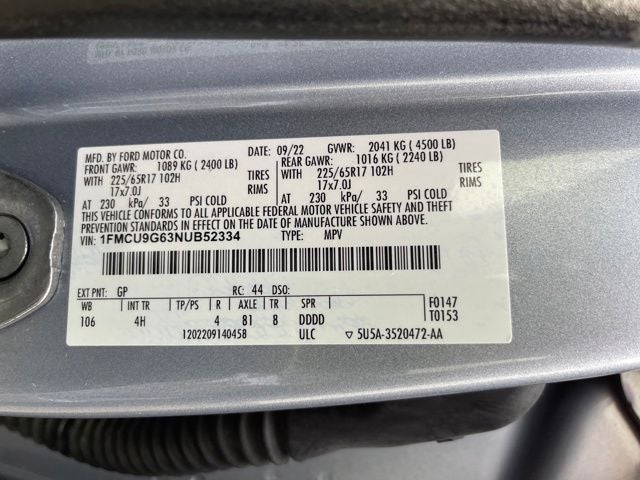 MFD. BY FORD MOTOR CO. DATE: 09/22 GVWR: 2041 KG (4500 LB)
FRONT GAWR: 1089 KG (2400 LB) REAR GAWR: 1016 KG (2240 LB)
WITH 225/65R17 102H TIRES WITH 225/65R17 102H TIRES
17x7.0J RIMS 17x7.0J RIMS
AT 230 kPa/ 33 PSI COLD AT 230 kPa/ 33 PSI COLD
THIS VEHICLE CONFORMS TO ALL APPLICABLE FEDERAL MOTOR VEHICLE SAFETY AND THEFT
PREVENTION STANDARDS IN EFFECT ON THE DATE OF MANUFACTURE SHOWN ABOVE.
VIN: 1FMCU9G63NUB52334 TYPE: MPV
EXT PNT: GP RC: 44 DSO:
WB INT TR TP/PS R AXLE TR SPR F0147
106 4H 4 81 8 DDDD T0153
1202209140458 ULC 5U5A-3520472-AA